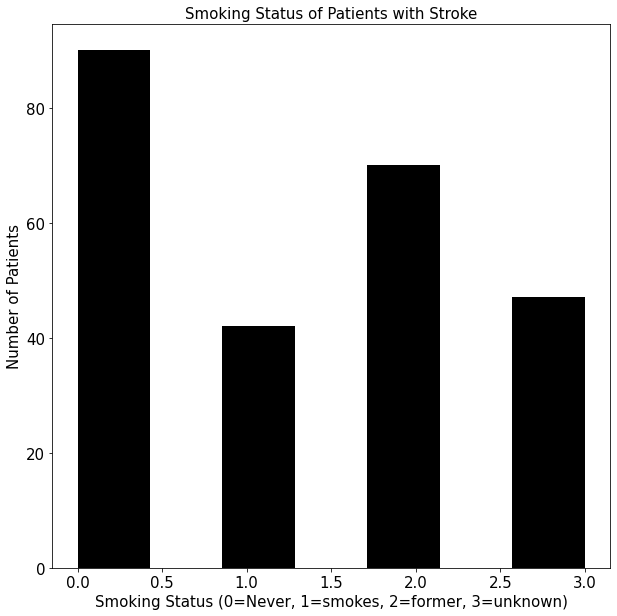 Smoking Status of Patients with Stroke
Number of Patients
80
60
40
20
0
0.0 0.5 1.0 1.5 2.0 2.5 3.0
Smoking Status (0=Never, 1=smokes, 2=former, 3=unknown)